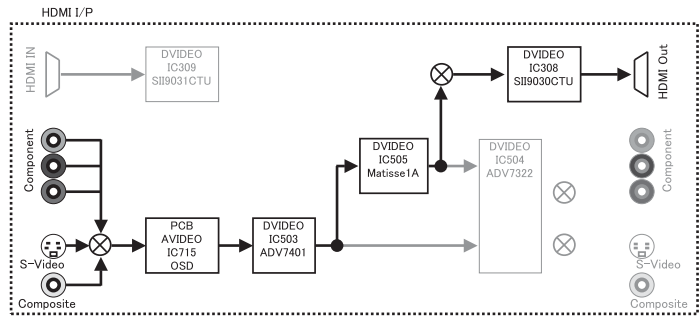 HDMI I/P
HDMI IN
DVIDEO
IC309
SII9031CTU
DVIDEO
IC308
SII9030CTU
HDMI Out
Component
DVIDEO
IC505
Matisse1A
DVIDEO
IC504
ADV7322
Component
PCB
AVIDEO
IC715
OSD
DVIDEO
IC503
ADV7401
S-Video
S-Video
Composite
Composite